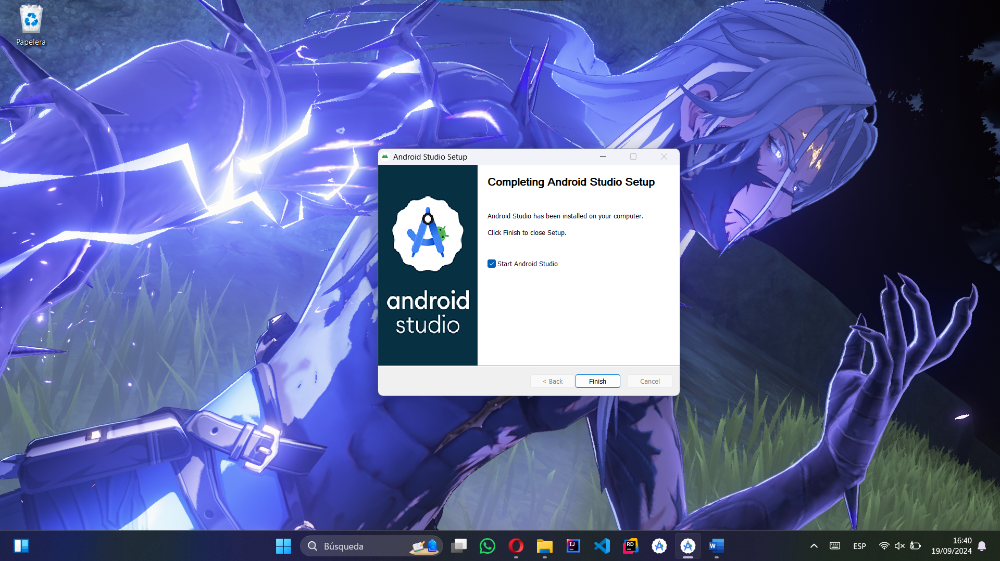 Papelera
Android Studio Setup
Completing Android Studio Setup
Android Studio has been installed on your computer.
Click Finish to close Setup.
Start Android Studio
android
studio
< Back
Finish
Cancel
Búsqueda
IJ
RD
W
ESP
16:40
19/09/2024